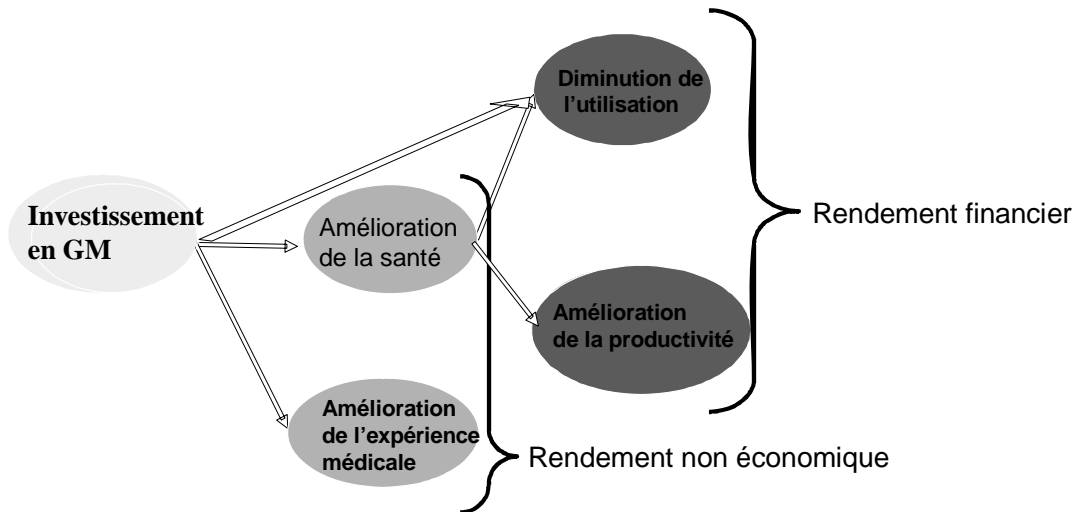 Diminution de
l’utilisation
Investissement
en GM
Amélioration
de la santé
Rendement financier
Amélioration
de la productivité
Amélioration
de l’expérience
médicale
Rendement non économique